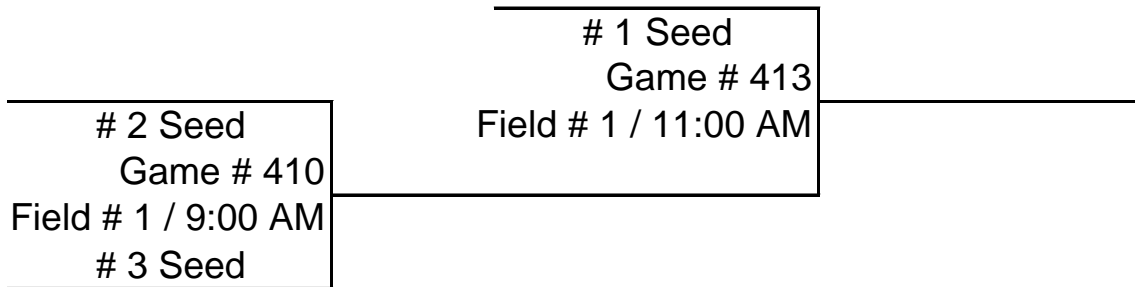 # 1 Seed
Game # 413
Field # 1 / 11:00 AM
# 2 Seed
Game # 410
Field # 1 / 9:00 AM
# 3 Seed